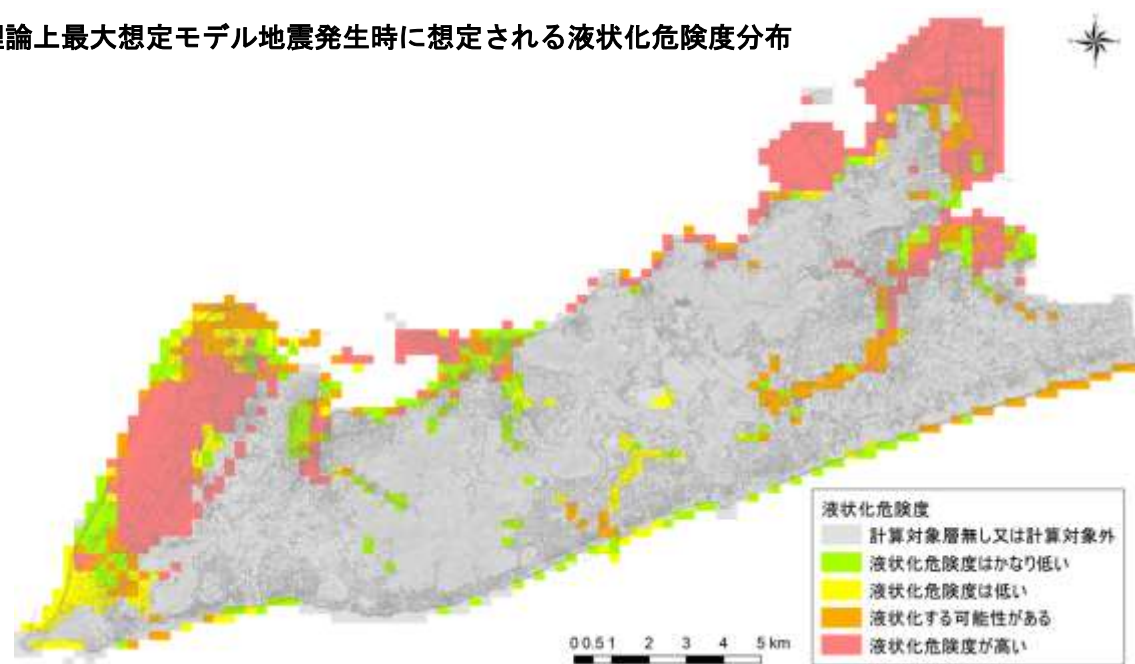 理論上最大想定モデル地震発生時に想定される液状化危険度分布
液状化危険度
計算対象層無し又は計算対象外
液状化危険度はかなり低い
液状化危険度は低い
液状化する可能性がある
液状化危険度が高い
0 0.5 1 2 3 4 5 km